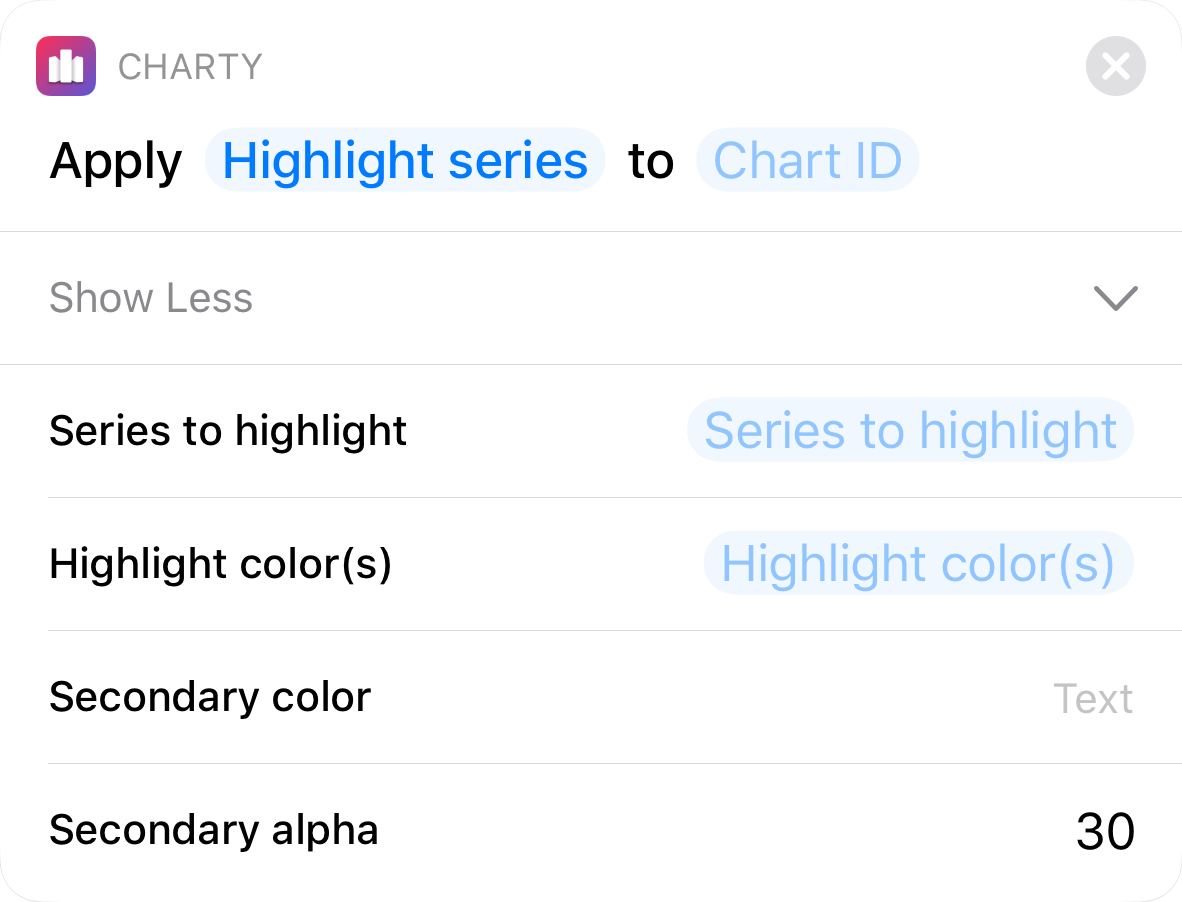 CHARTY
Apply Highlight series to Chart ID
Show Less
Series to highlight Series to highlight
Highlight color(s) Highlight color(s)
Secondary color Text
Secondary alpha 30